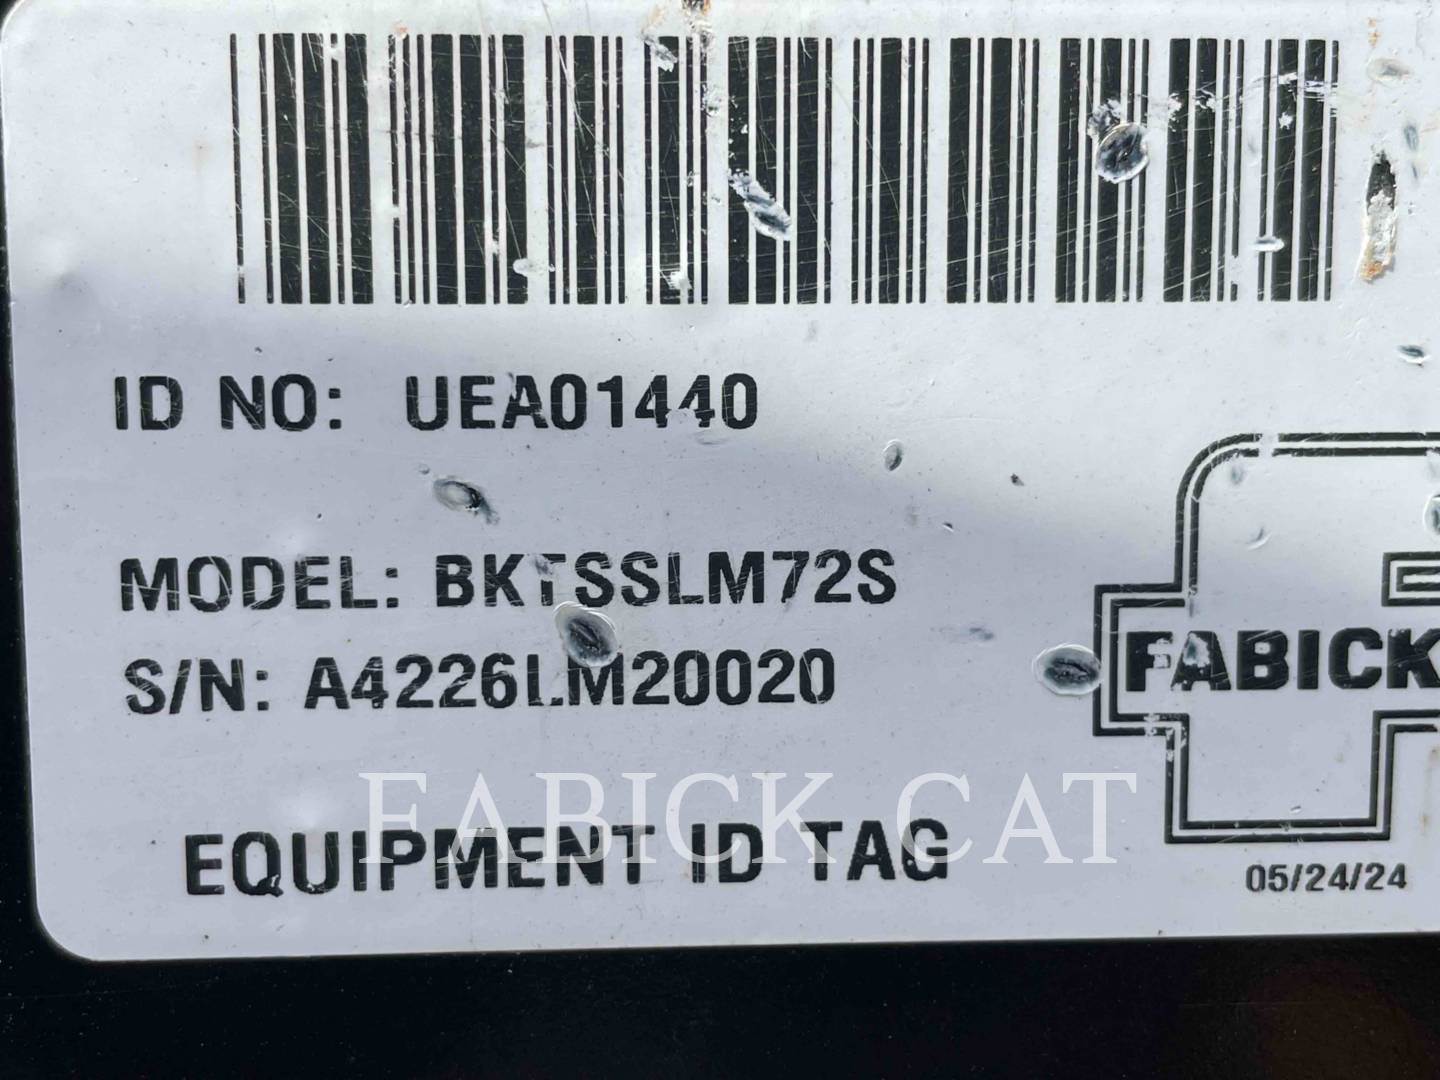 ID NO: UEA01440
MODEL: BKTSSLM72S
S/N: A4226LM20020
FABICK
FABICK CAT
EQUIPMENT ID TAG
05/24/24